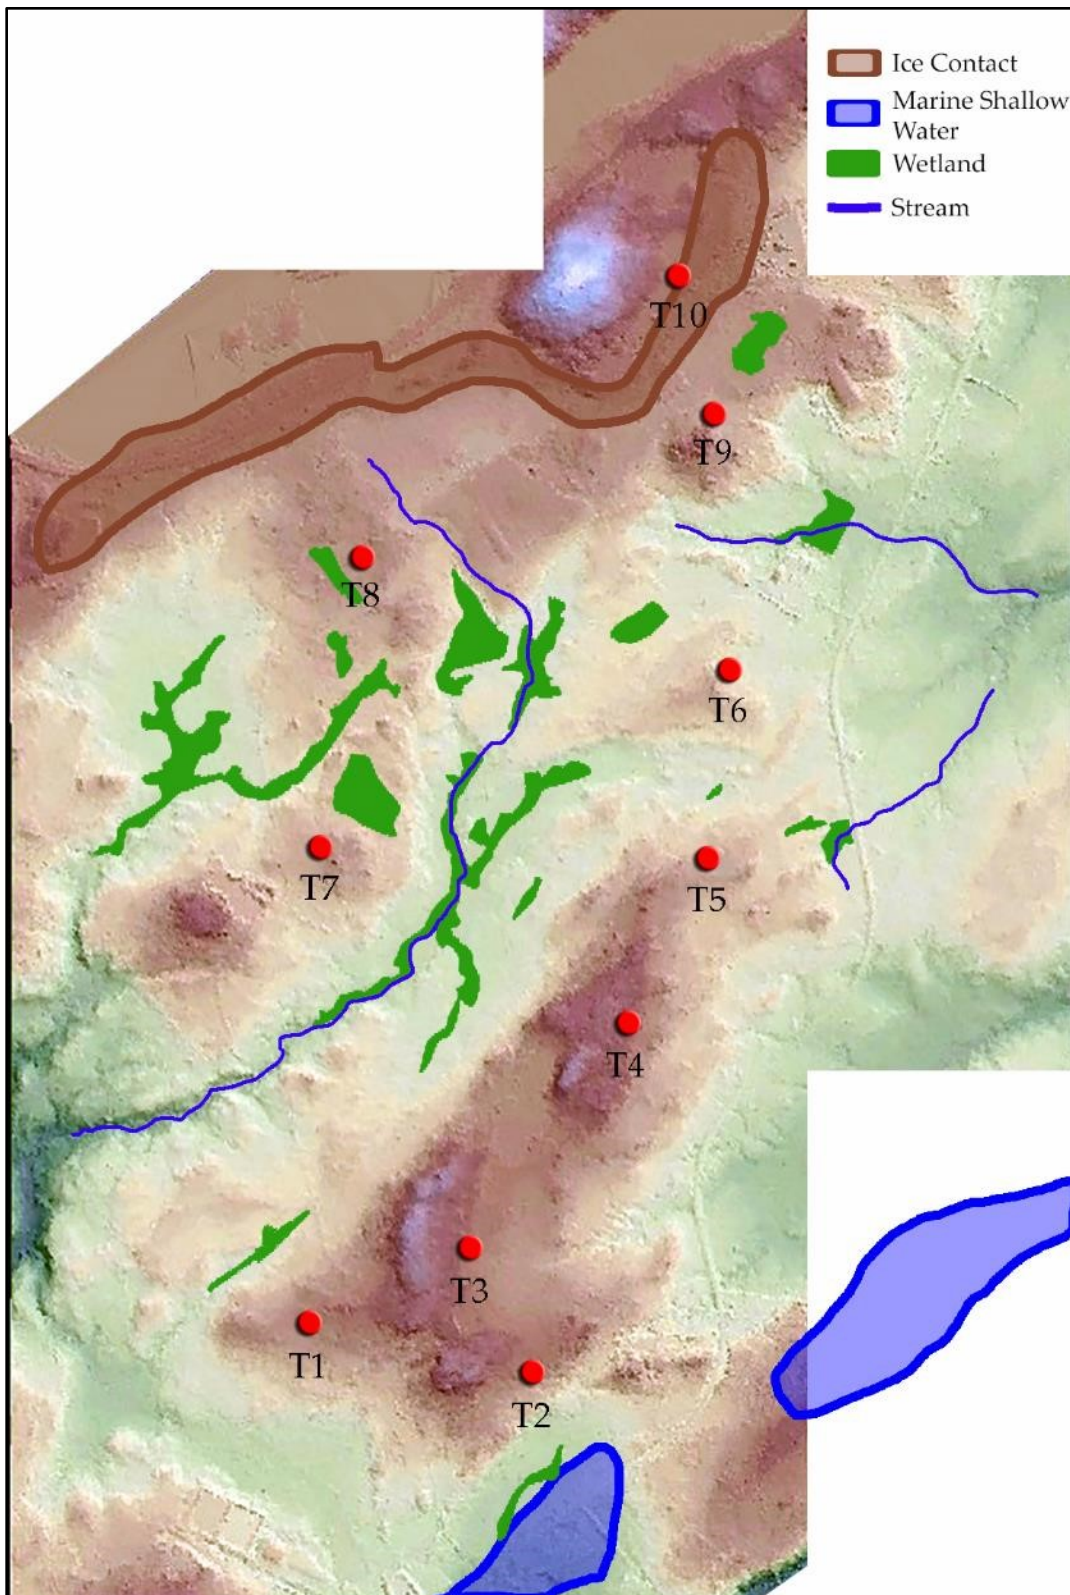 Ice Contact
Marine Shallow
Water
Wetland
Stream
T10
T9
T8
T6
T7
T5
T4
T3
T1
T2